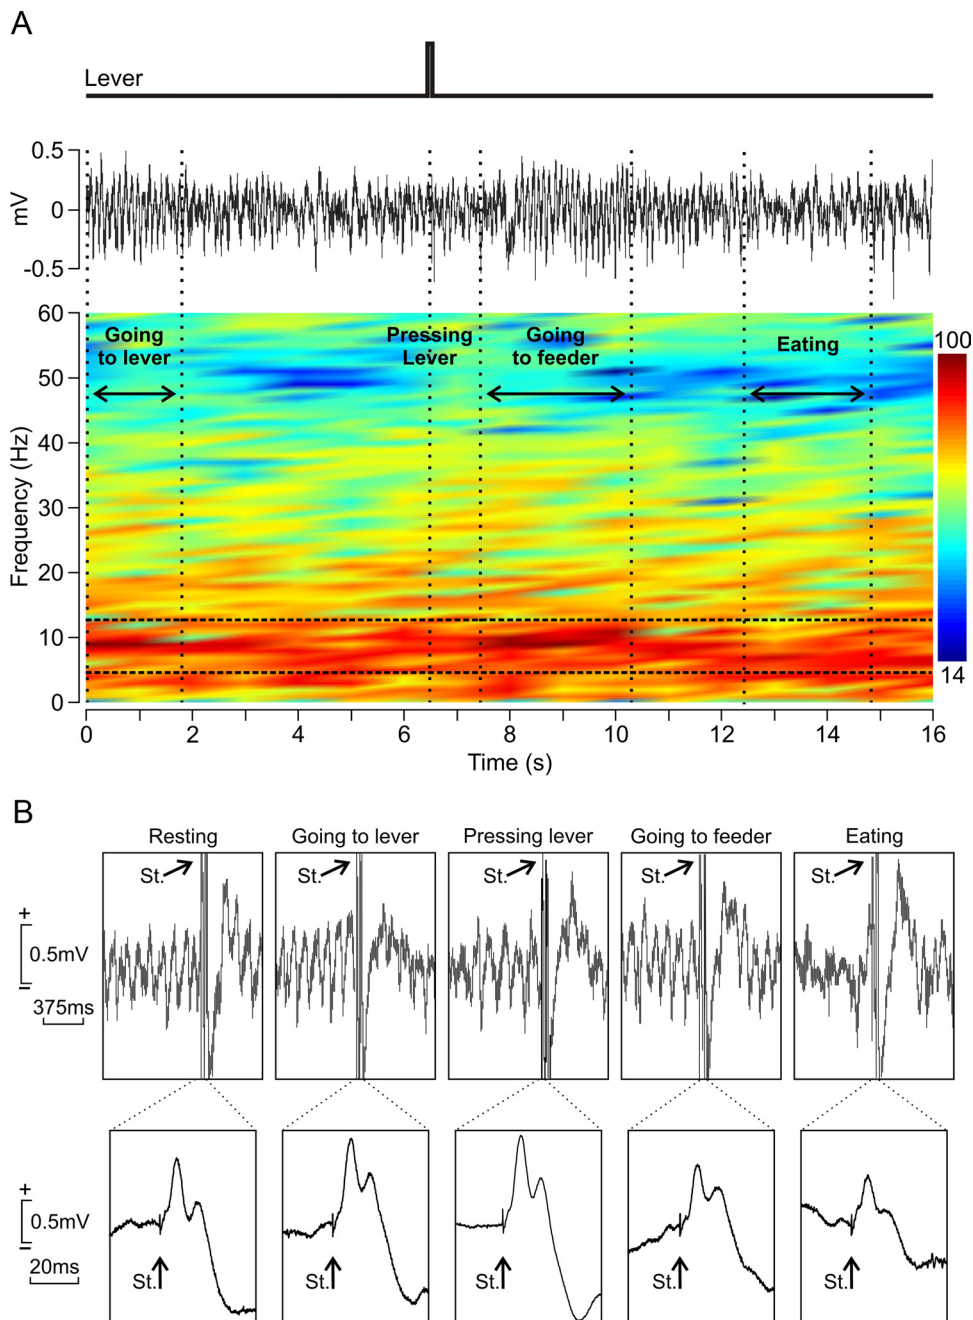 A
Lever
0.5
0
-0.5
mV
60
50
40
30
20
10
0
Frequency (Hz)
Going
to lever
Pressing
Lever
Going
to feeder
Eating
100
14
0 2 4 6 8 10 12 14 16
Time (s)
B
Resting Going to lever Pressing lever Going to feeder Eating
St. St. St. St. St.
+
0.5mV
–
375ms
+
0.5mV
–
20ms
St. St. St. St. St.